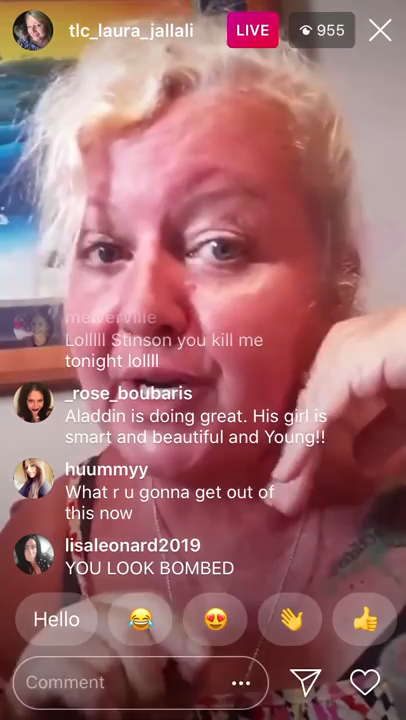 tlc_laura_jallali LIVE 955
melverville
Lolllll Stinson you kill me
tonight lollll
_rose_boubaris
Aladdin is doing great. His girl is
smart and beautiful and Young!!
huummyy
What r u gonna get out of
this now
lisaleonard2019
YOU LOOK BOMBED
Hello
Comment